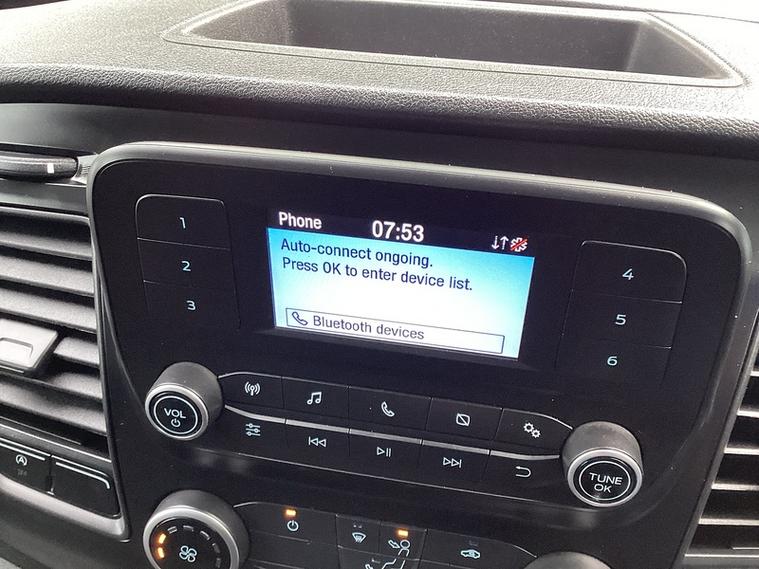 Phone
07:53
Auto-connect ongoing.
Press OK to enter device list.
Bluetooth devices
1
2
3
4
5
6
VOL
TUNE
OK
A